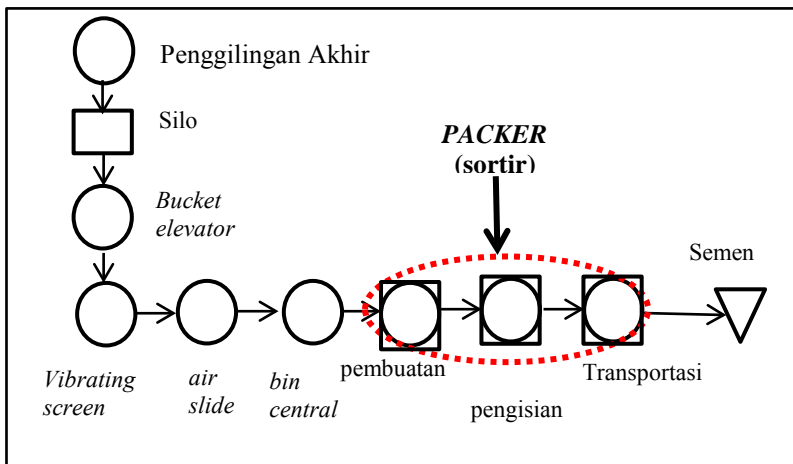 Penggilingan Akhir
Silo
PACKER
(sortir)
Bucket
elevator
Semen
pembuatan
Transportasi
Vibrating
screen
air
slide
bin
central
pengisian